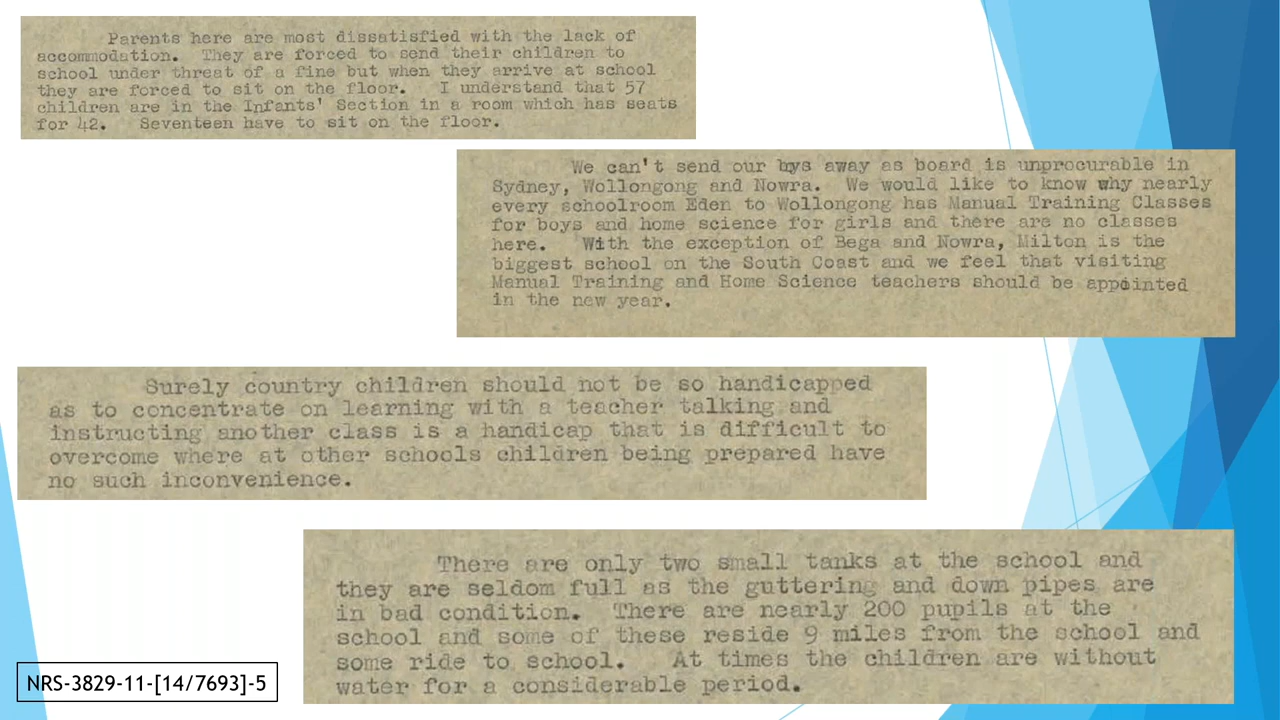 Parents here are most dissatisfied with the lack of
accommodation. They are forced to send their children to
school under threat of a fine but when they arrive at school
they are forced to sit on the floor. I understand that 57
children are in the Infants' Section in a room which has seats
for 42. Seventeen have to sit on the floor.
We can't send our bys away as board is unprocurable in
Sydney, Wollongong and Nowra. We would like to know why nearly
every schoolroom Eden to Wollongong has Manual Training Classes
for boys and home science for girls and there are no classes
here. With the exception of Bega and Nowra, Milton is the
biggest school on the South Coast and we feel that visiting
Manual Training and Home Science teachers should be appointed
in the new year.
Surely country children should not be so handicapped
as to concentrate on learning with a teacher talking and
instructing another class is a handicap that is difficult to
overcome where at other schools children being prepared have
no such inconvenience.
There are only two small tanks at the school and
they are seldom full as the guttering and down pipes are
in bad condition. There are nearly 200 pupils at the
school and some of these reside 9 miles from the school and
some ride to school. At times the children are without
water for a considerable period.
NRS-3829-11-[14/7693]-5